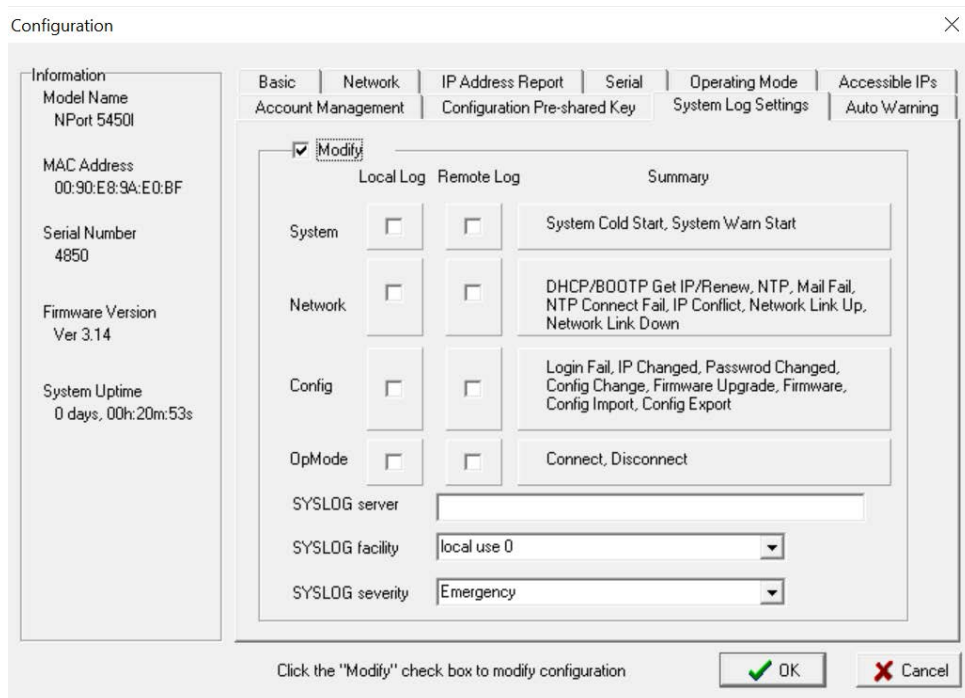 Configuration
Information
Model Name
NPort 5450I
MAC Address
00:90:E8:9A:E0:BF
Serial Number
4850
Firmware Version
Ver 3.14
System Uptime
0 days, 00h:20m:53s
Basic Network IP Address Report Serial Operating Mode Accessible IPs
Account Management Configuration Pre-shared Key System Log Settings Auto Warning
Modify
Local Log Remote Log Summary
System System Cold Start, System Warn Start
DHCP/BOOTP Get IP/Renew, NTP, Mail Fail,
Network NTP Connect Fail, IP Conflict, Network Link Up,
Network Link Down
Login Fail, IP Changed, Passwrod Changed,
Config Config Change, Firmware Upgrade, Firmware,
Config Import, Config Export
OpMode Connect, Disconnect
SYSLOG server
SYSLOG facility local use 0
SYSLOG severity Emergency
Click the "Modify" check box to modify configuration OK Cancel